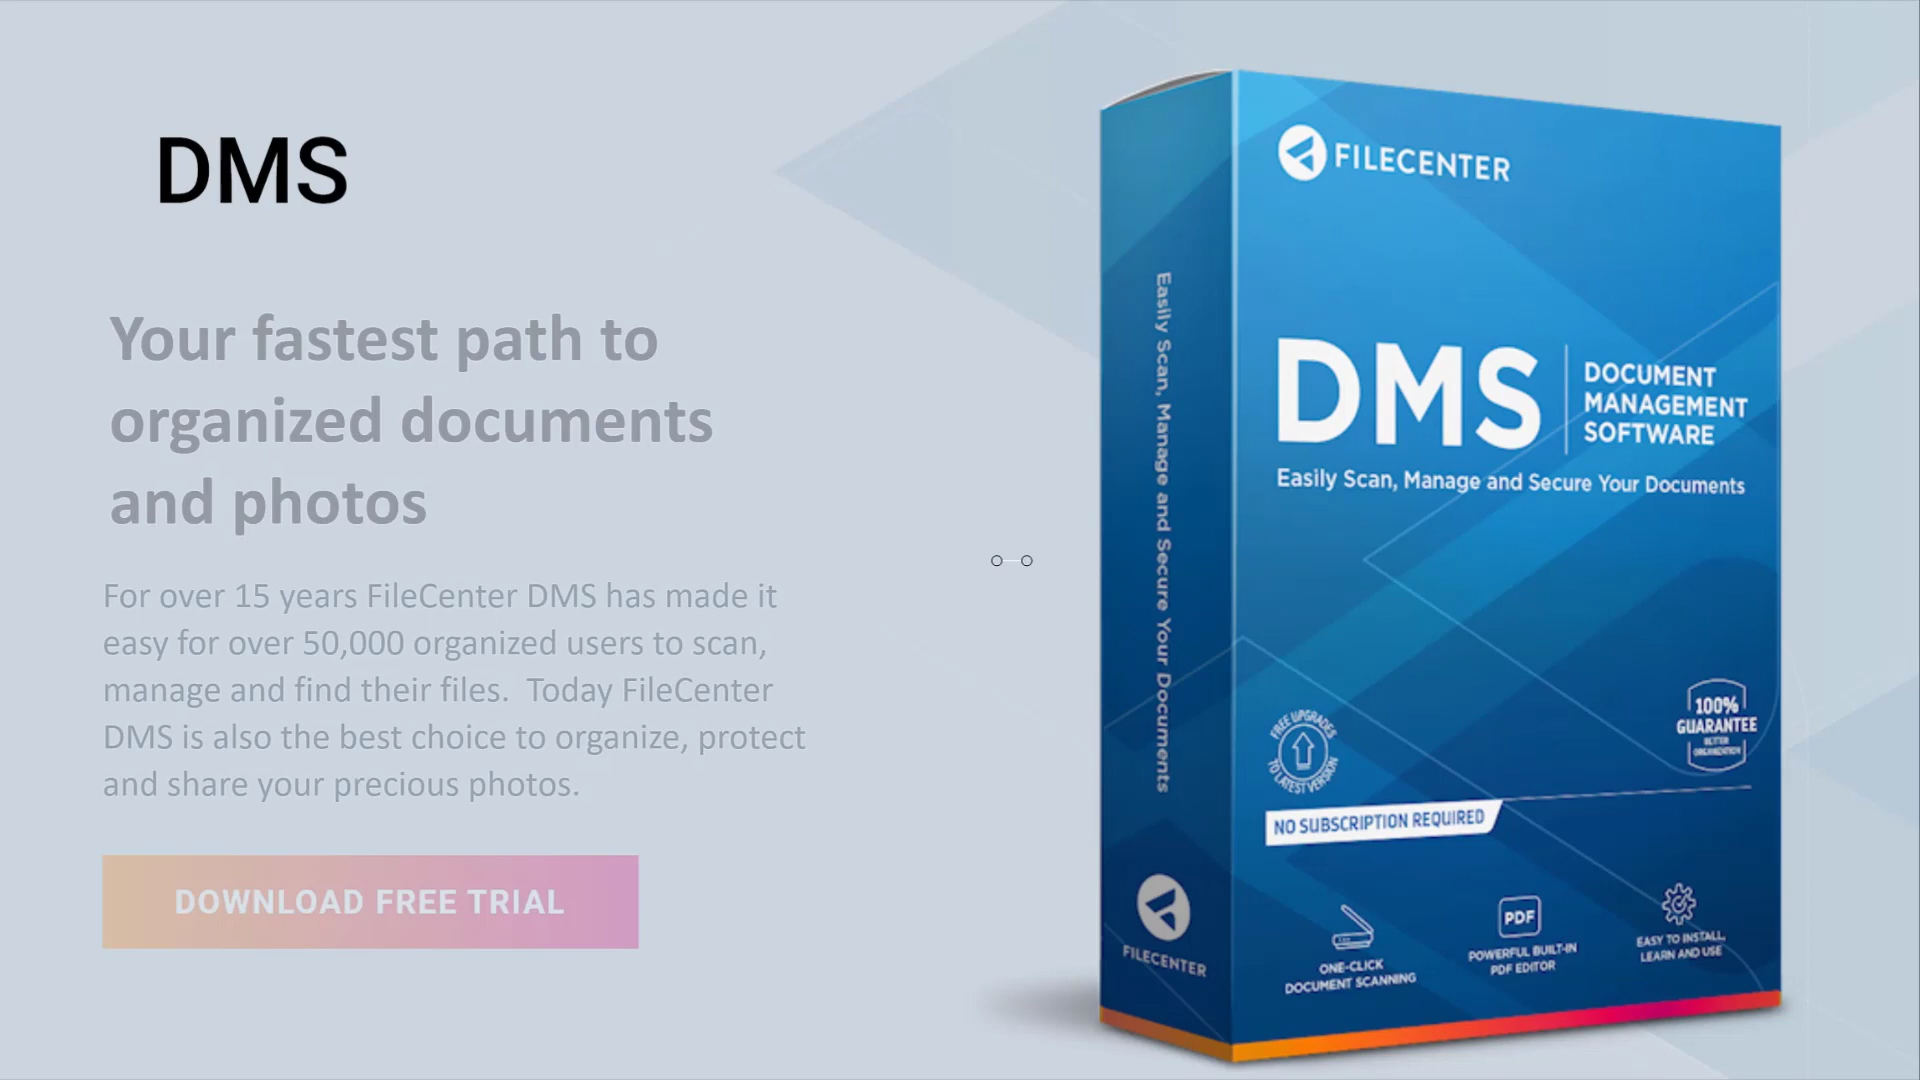 DMS
Your fastest path to
organized documents
and photos
For over 15 years FileCenter DMS has made it
easy for over 50,000 organized users to scan,
manage and find their files.  Today FileCenter
DMS is also the best choice to organize, protect
and share your precious photos.
DOWNLOAD FREE TRIAL
Easily Scan, Manage and Secure Your Documents
FILECENTER
FILECENTER
DMS
DOCUMENT
MANAGEMENT
SOFTWARE
Easily Scan, Manage and Secure Your Documents
FREE UPGRADES
TO LATEST VERSION
100%
GUARANTEE
BETTER
ORGANIZATION
NO SUBSCRIPTION REQUIRED
ONE-CLICK
DOCUMENT SCANNING
PDF
POWERFUL BUILT-IN
PDF EDITOR
EASY TO INSTALL,
LEARN AND USE